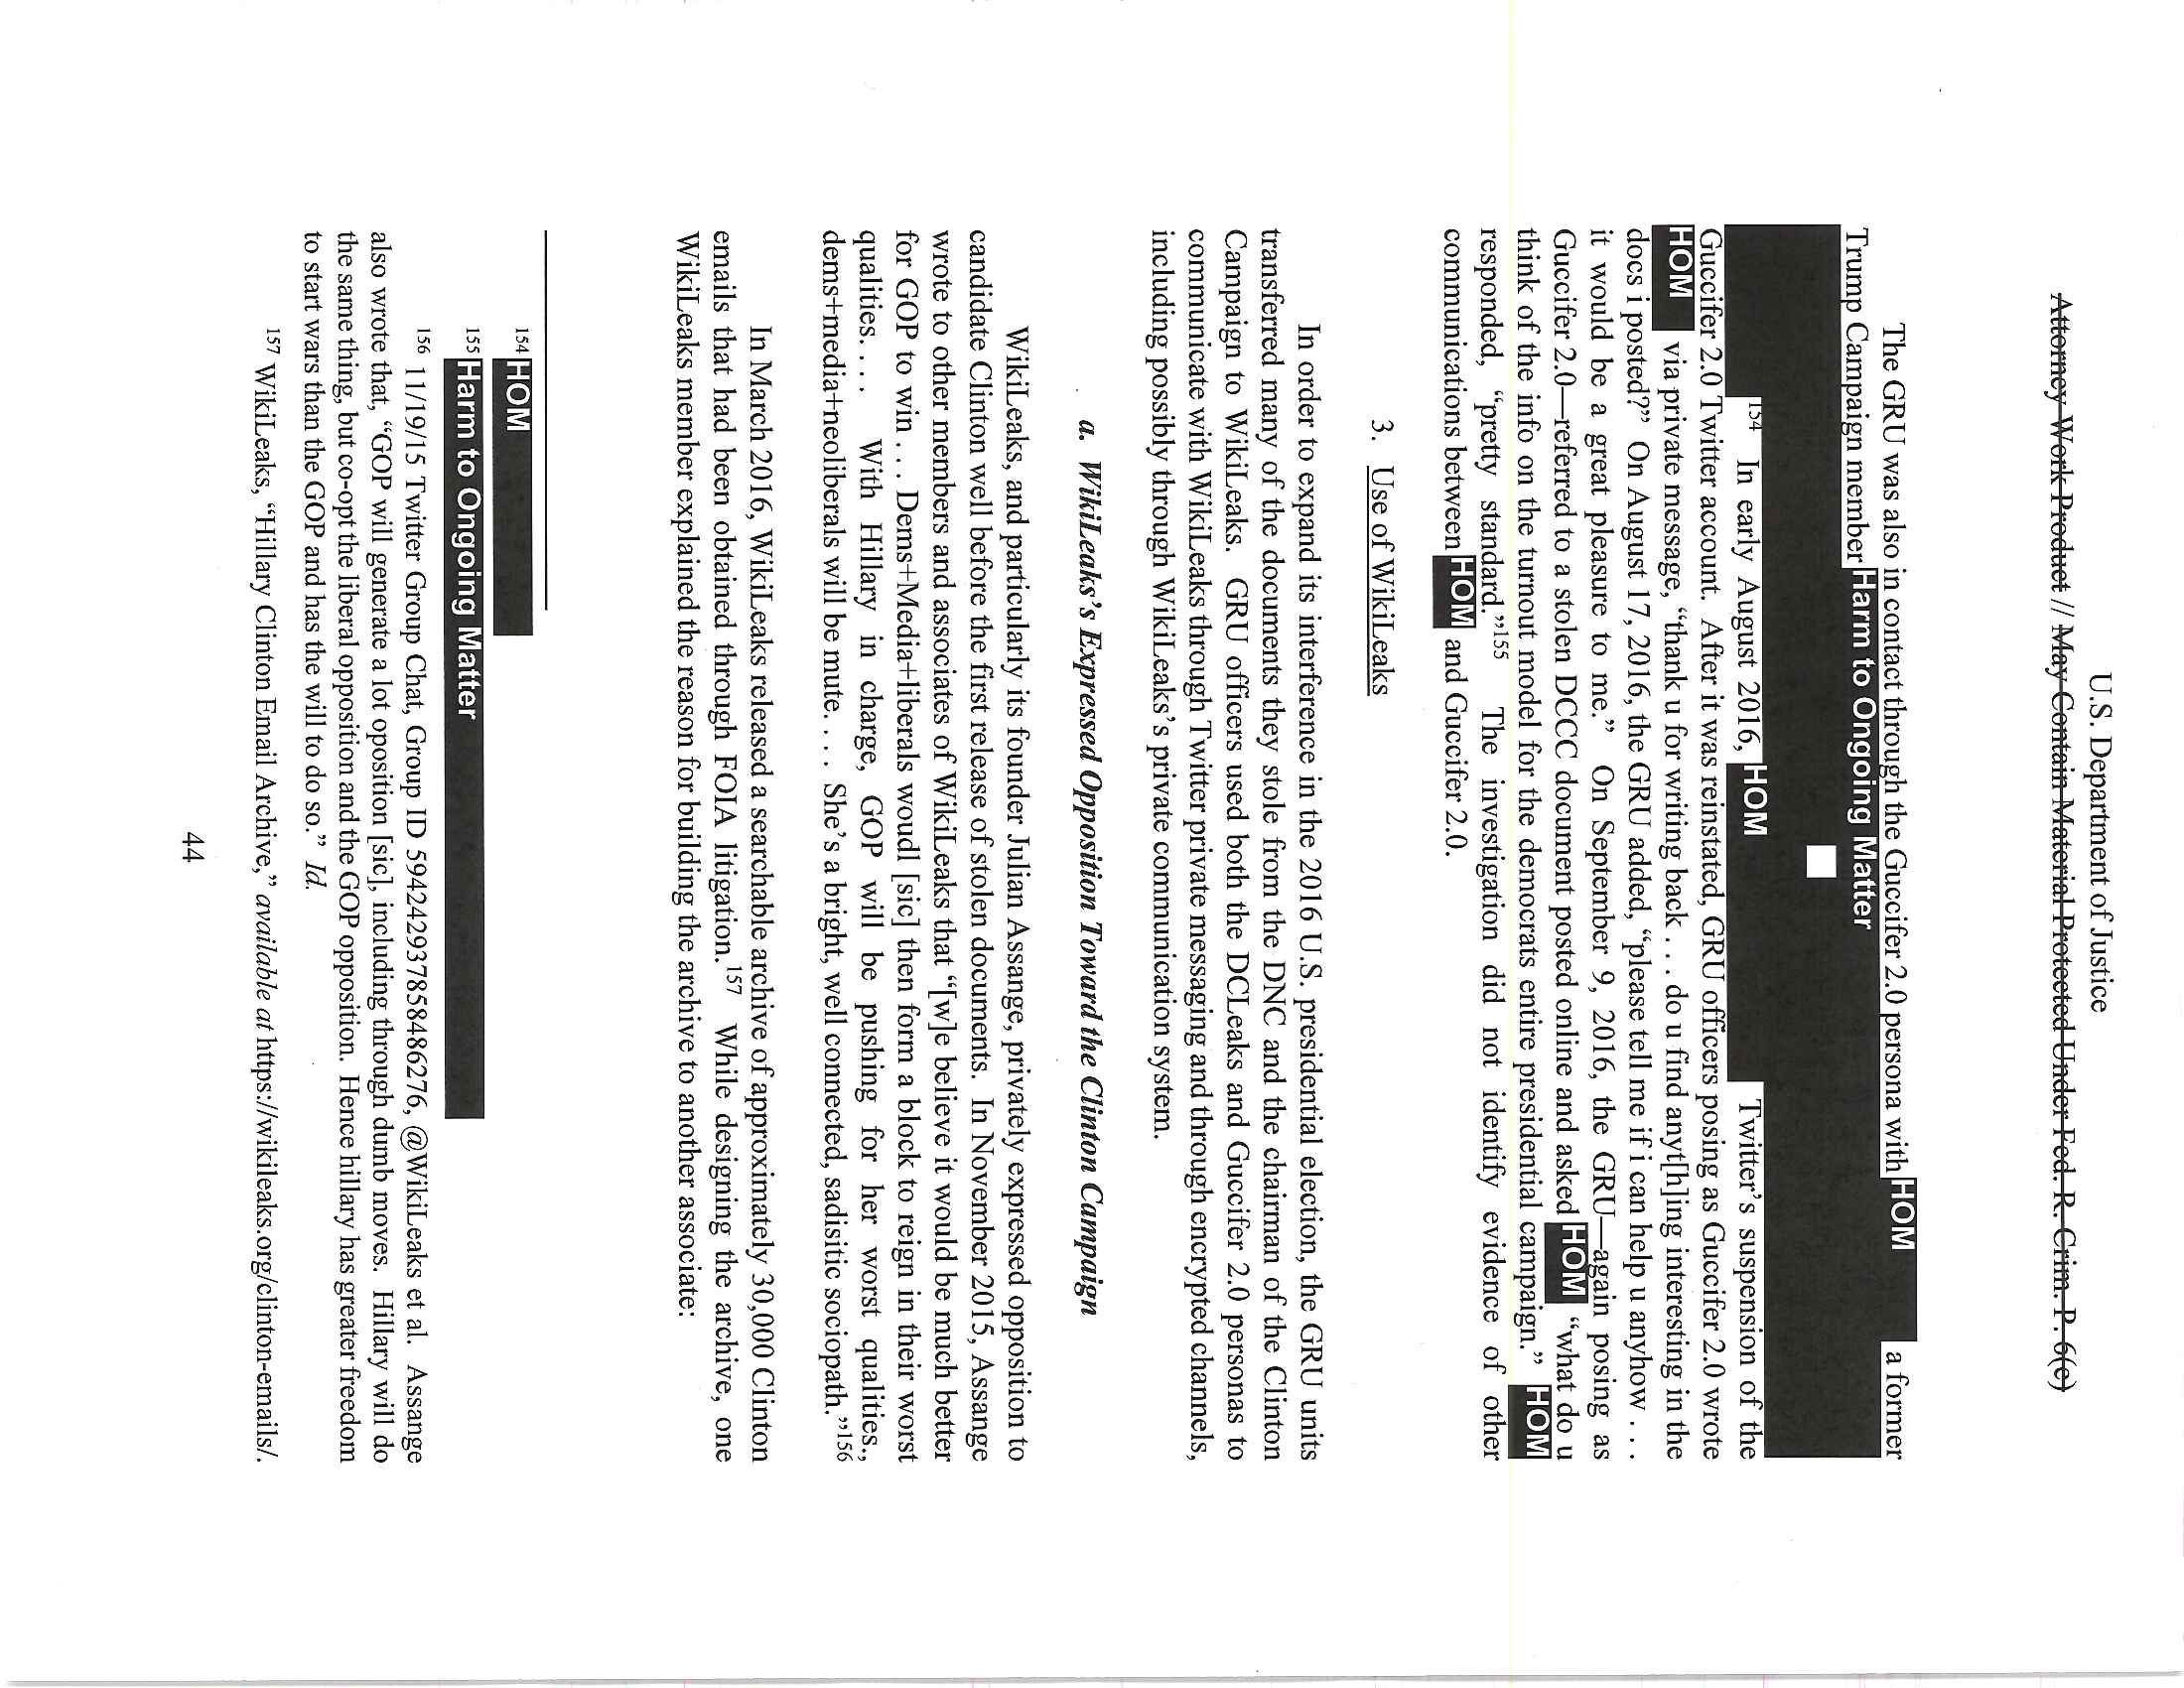 U.S. Department of Justice
Attorney Work Product // May Contain Material Protected Under Fed. R. Crim. P. 6(e)
The GRU was also in contact through the Guccifer 2.0 persona with HOM a former
Trump Campaign member Harm to Ongoing Matter
154 In early August 2016, HOM Twitter's suspension of the
Guccifer 2.0 Twitter account. After it was reinstated, GRU officers posing as Guccifer 2.0 wrote
HOM via private message, “thank u for writing back . . . do u find anyt[h]ing interesting in the
docs i posted?” On August 17, 2016, the GRU added, “please tell me if i can help u anyhow . . .
it would be a great pleasure to me.” On September 9, 2016, the GRU—again posing as
Guccifer 2.0—referred to a stolen DCCC document posted online and asked HOM “what do u
think of the info on the turnout model for the democrats entire presidential campaign.” HOM
responded, “pretty standard.”155 The investigation did not identify evidence of other
communications between HOM and Guccifer 2.0.
3. Use of WikiLeaks
In order to expand its interference in the 2016 U.S. presidential election, the GRU units
transferred many of the documents they stole from the DNC and the chairman of the Clinton
Campaign to WikiLeaks. GRU officers used both the DCLeaks and Guccifer 2.0 personas to
communicate with WikiLeaks through Twitter private messaging and through encrypted channels,
including possibly through WikiLeaks's private communication system.
a. WikiLeaks's Expressed Opposition Toward the Clinton Campaign
WikiLeaks, and particularly its founder Julian Assange, privately expressed opposition to
candidate Clinton well before the first release of stolen documents. In November 2015, Assange
wrote to other members and associates of WikiLeaks that “[w]e believe it would be much better
for GOP to win . . . Dems+Media+liberals woudl [sic] then form a block to reign in their worst
qualities. . . . With Hillary in charge, GOP will be pushing for her worst qualities.,
dems+media+neoliberals will be mute. . . . She's a bright, well connected, sadisitic sociopath.”156
In March 2016, WikiLeaks released a searchable archive of approximately 30,000 Clinton
emails that had been obtained through FOIA litigation.157 While designing the archive, one
WikiLeaks member explained the reason for building the archive to another associate:
154 HOM
155 Harm to Ongoing Matter
156 11/19/15 Twitter Group Chat, Group ID 594242937858486276, @WikiLeaks et al. Assange
also wrote that, “GOP will generate a lot oposition [sic], including through dumb moves. Hillary will do
the same thing, but co-opt the liberal opposition and the GOP opposition. Hence hillary has greater freedom
to start wars than the GOP and has the will to do so.” Id.
157 WikiLeaks, “Hillary Clinton Email Archive,” available at https://wikileaks.org/clinton-emails/.
44